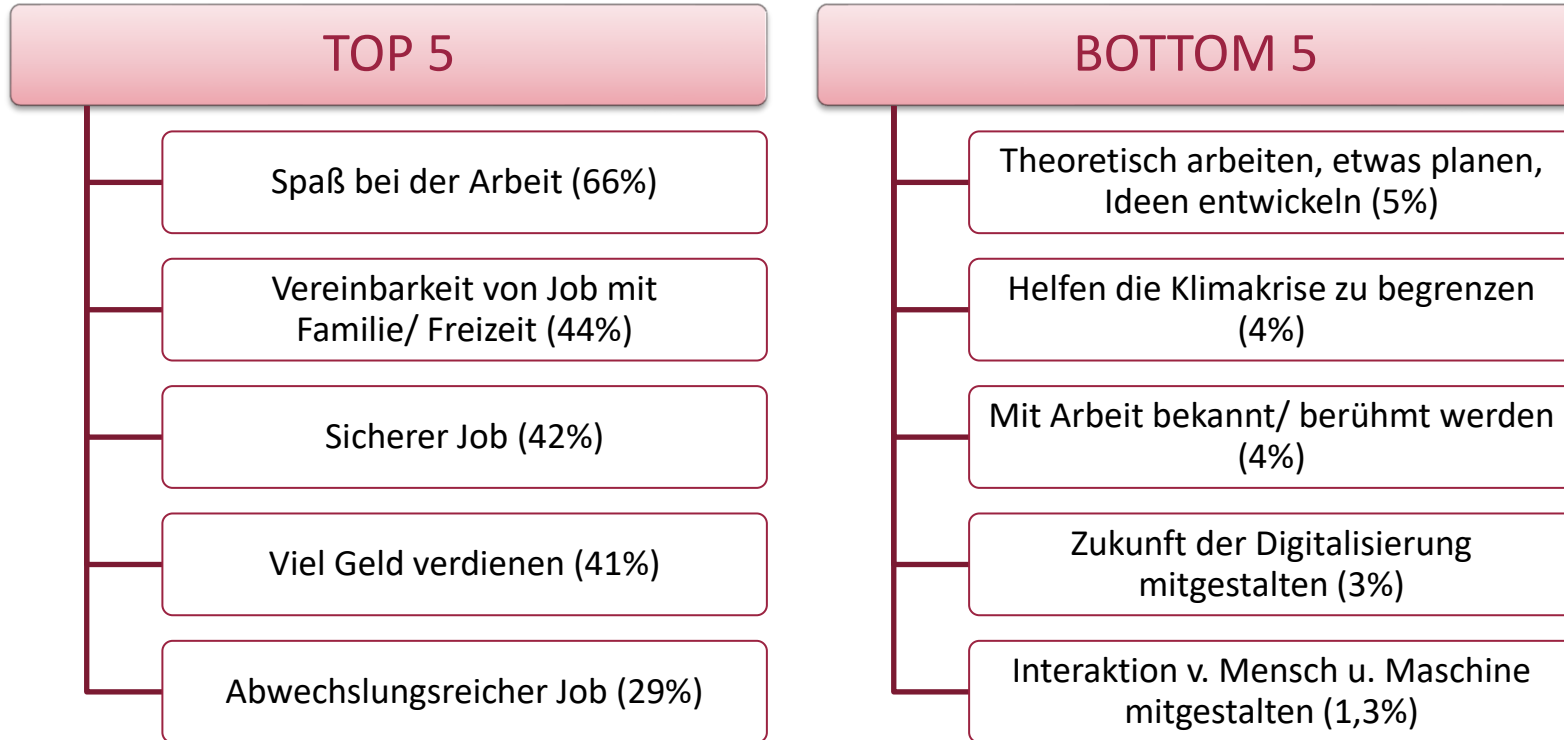 TOP 5
Spaß bei der Arbeit (66%)
Vereinbarkeit von Job mit
Familie/ Freizeit (44%)
Sicherer Job (42%)
Viel Geld verdienen (41%)
Abwechslungsreicher Job (29%)
BOTTOM 5
Theoretisch arbeiten, etwas planen,
Ideen entwickeln (5%)
Helfen die Klimakrise zu begrenzen
(4%)
Mit Arbeit bekannt/ berühmt werden
(4%)
Zukunft der Digitalisierung
mitgestalten (3%)
Interaktion v. Mensch u. Maschine
mitgestalten (1,3%)